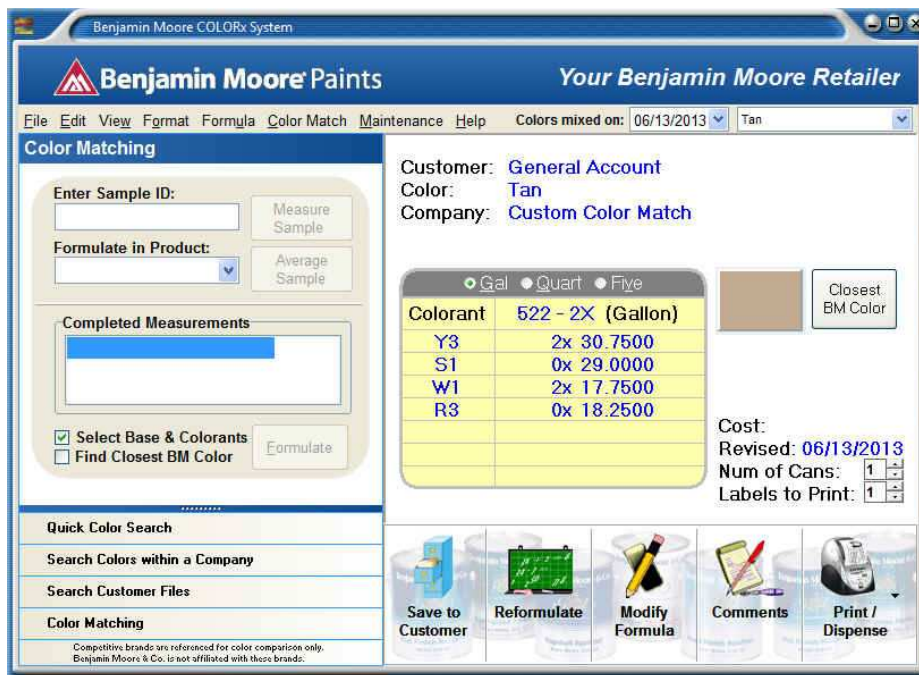 Benjamin Moore COLORx System
Benjamin Moore Paints
Your Benjamin Moore Retailer
File Edit View Format Formula Color Match Maintenance Help Colors mixed on: 06/13/2013 Tan
Color Matching
Enter Sample ID:
Measure Sample
Formulate in Product:
Average Sample
Completed Measurements
Select Base & Colorants
Find Closest BM Color
Formulate
Quick Color Search
Search Colors within a Company
Search Customer Files
Color Matching
Competitive brands are referenced for color comparison only.
Benjamin Moore & Co. is not affiliated with these brands.
Customer: General Account
Color: Tan
Company: Custom Color Match
Gal Quart Five
Colorant 522 - 2X (Gallon)
Y3 2x 30.7500
S1 0x 29.0000
W1 2x 17.7500
R3 0x 18.2500
Closest BM Color
Cost:
Revised: 06/13/2013
Num of Cans: 1
Labels to Print: 1
Save to Customer
Reformulate
Modify Formula
Comments
Print / Dispense